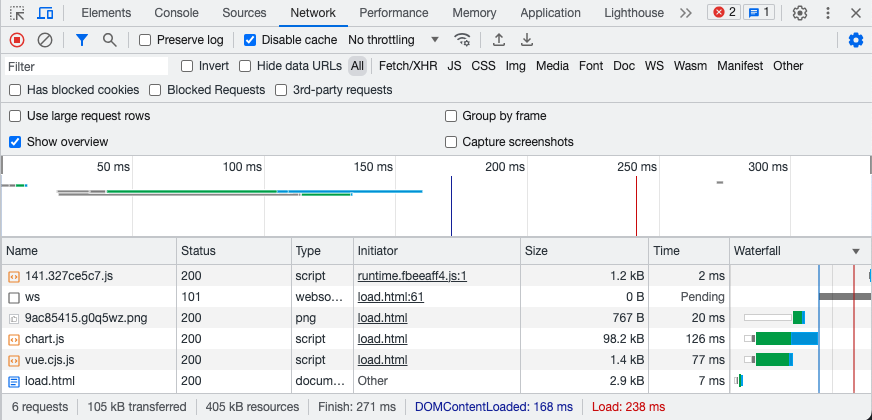 Elements Console Sources Network Performance Memory Application Lighthouse 2 1
Preserve log Disable cache No throttling
Filter Invert Hide data URLs All Fetch/XHR JS CSS Img Media Font Doc WS Wasm Manifest Other
Has blocked cookies Blocked Requests 3rd-party requests
Use large request rows Group by frame
Show overview Capture screenshots
50 ms 100 ms 150 ms 200 ms 250 ms 300 ms
Name Status Type Initiator Size Time Waterfall
141.327ce5c7.js 200 script runtime.fbeeaff4.js:1 1.2 kB 2 ms
ws 101 webso... load.html:61 0 B Pending
9ac85415.g0q5wz.png 200 png load.html 767 B 20 ms
chart.js 200 script load.html 98.2 kB 126 ms
vue.cjs.js 200 script load.html 1.4 kB 77 ms
load.html 200 docum... Other 2.9 kB 7 ms
6 requests 105 kB transferred 405 kB resources Finish: 271 ms DOMContentLoaded: 168 ms Load: 238 ms